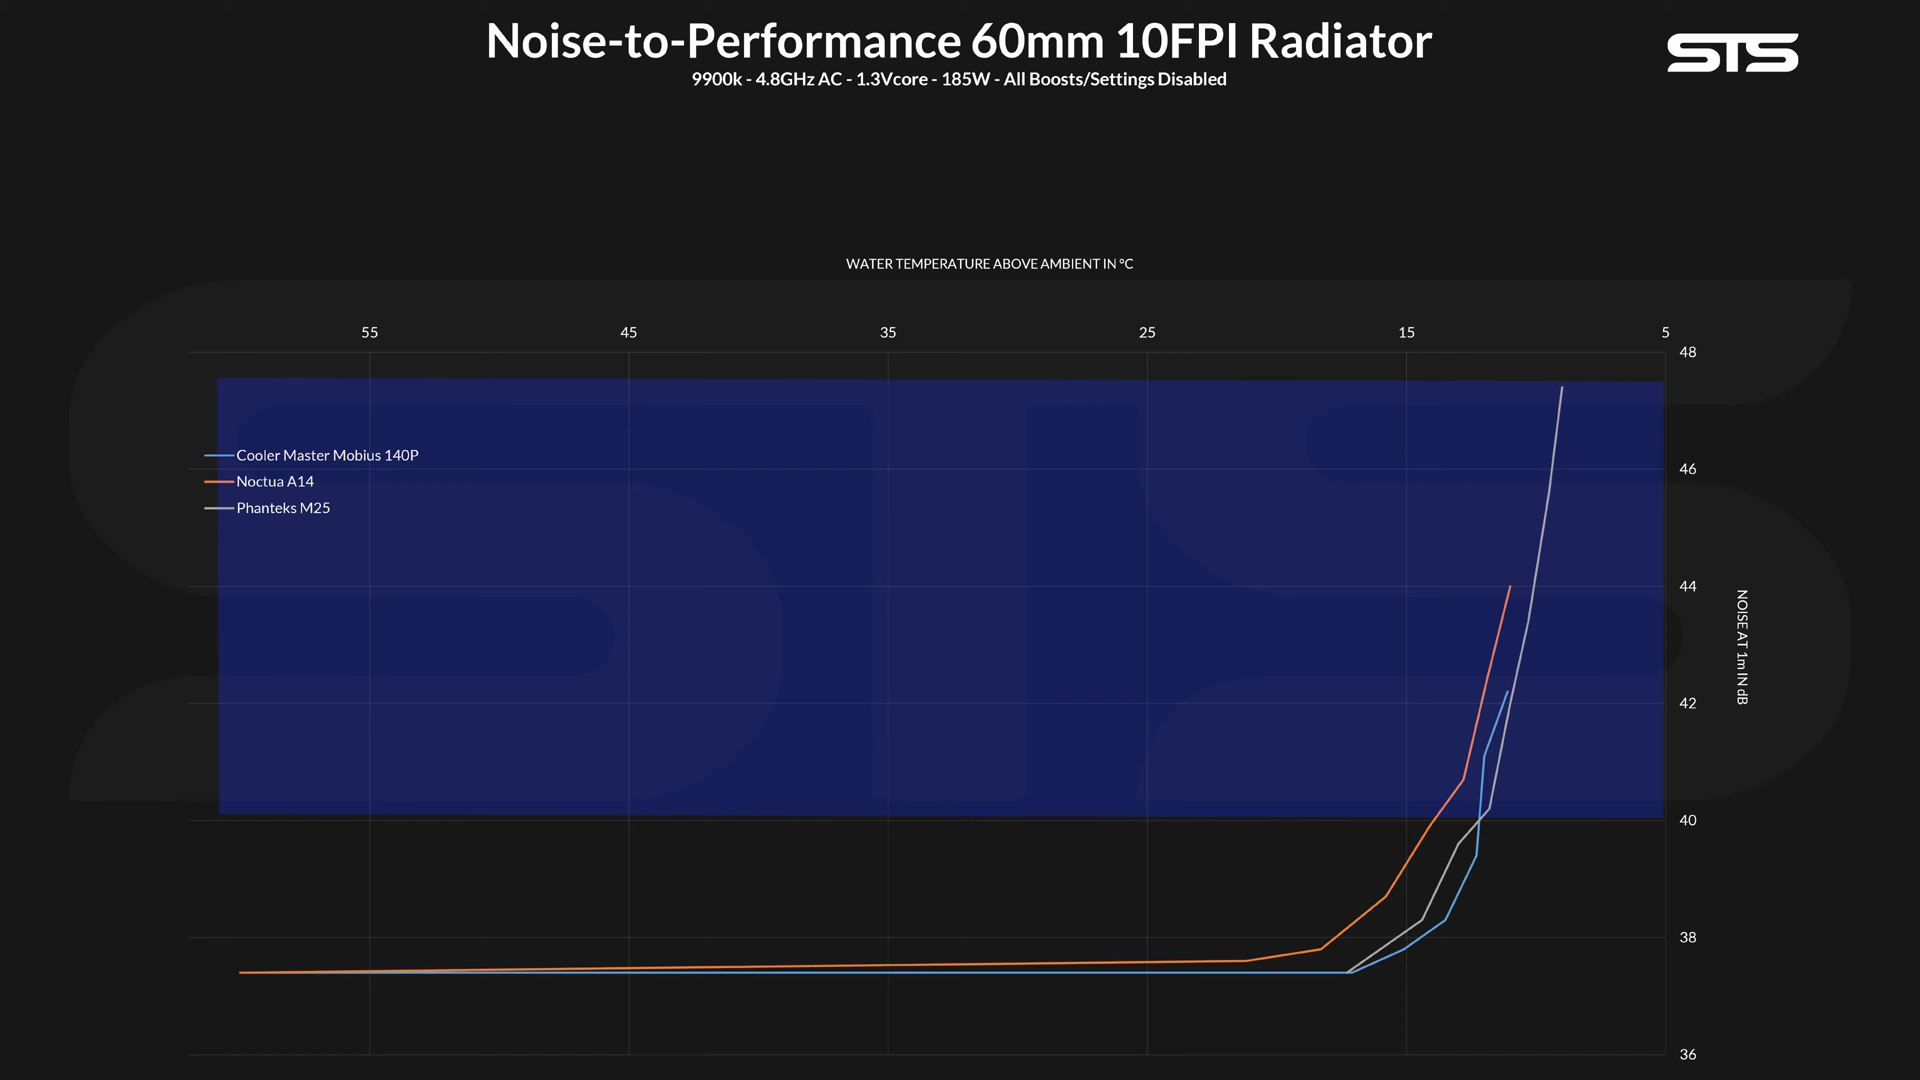 Noise-to-Performance 60mm 10FPI Radiator
STS
9900k - 4.8GHz AC - 1.3Vcore - 185W - All Boosts/Settings Disabled
WATER TEMPERATURE ABOVE AMBIENT IN °C
55 45 35 25 15 5
48
Cooler Master Mobius 140P
46
Noctua A14
Phanteks M25
44
NOISE AT 1m IN dB
42
40
38
36